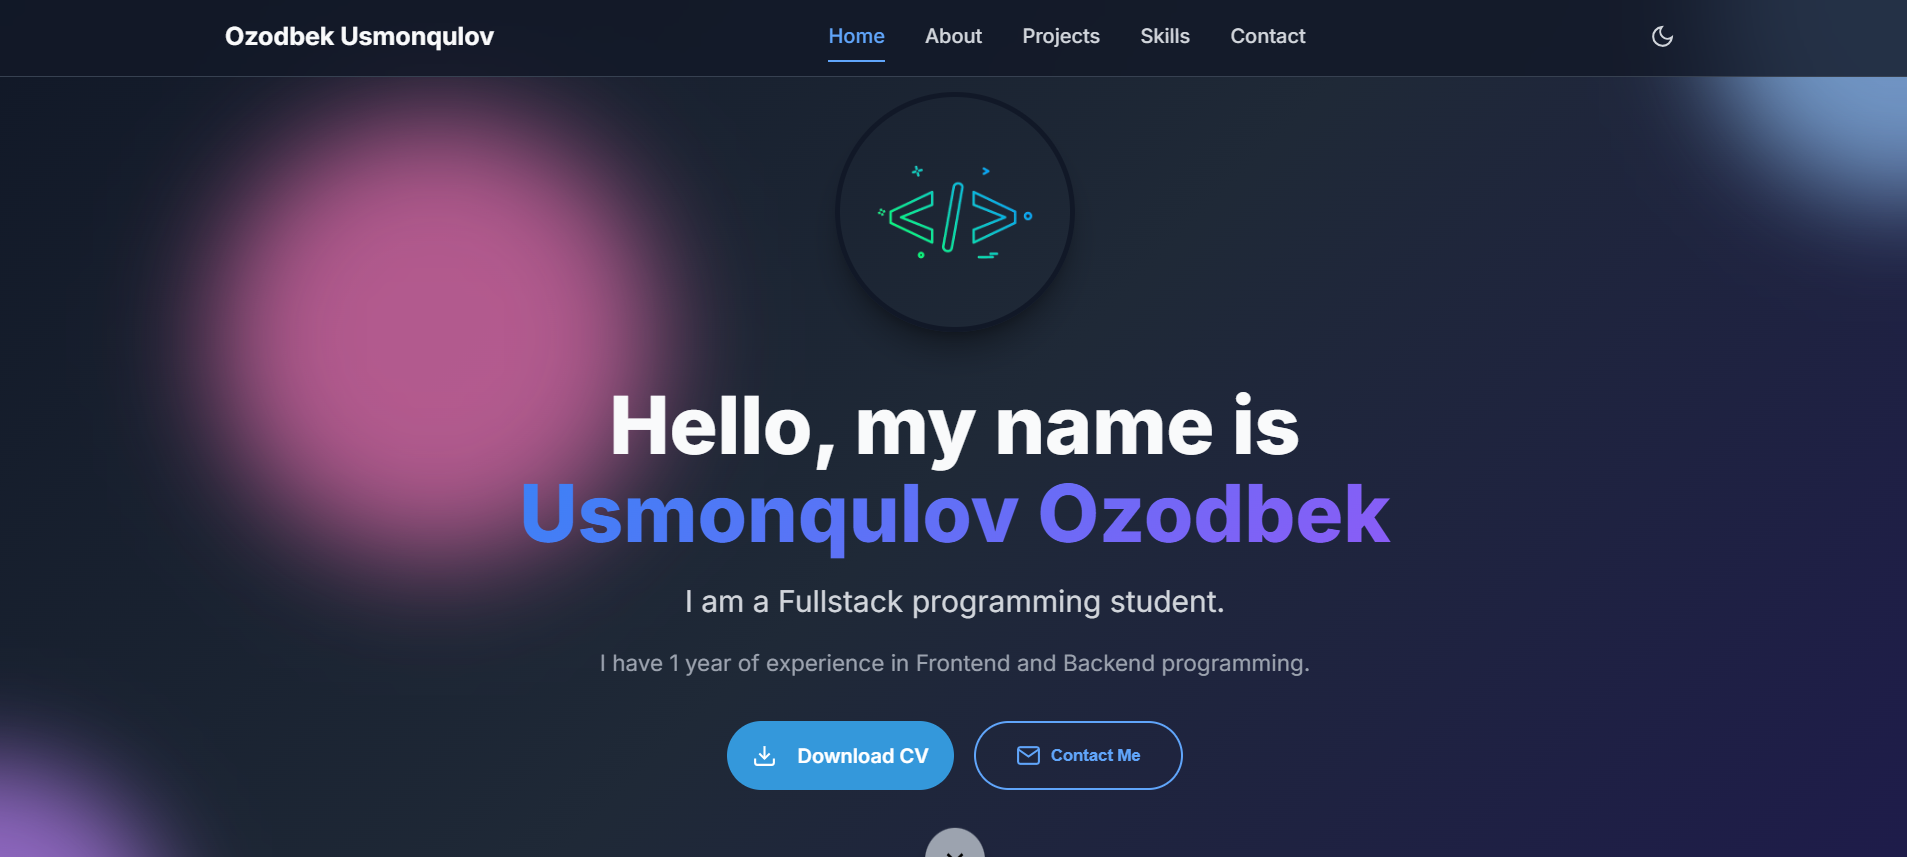 Ozodbek Usmonqulov
Home About Projects Skills Contact
</>
Hello, my name is
Usmonqulov Ozodbek
I am a Fullstack programming student.
I have 1 year of experience in Frontend and Backend programming.
Download CV
Contact Me